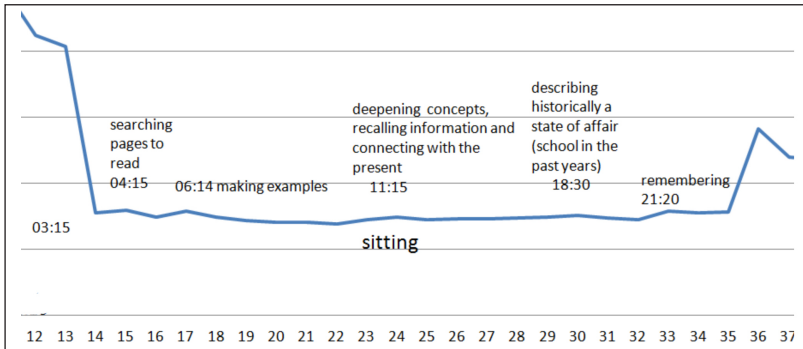 describing
historically a
state of affair
(school in the
past years)
18:30
deepening concepts,
recalling information and
connecting with the
present
11:15
searching
pages to
read
04:15
06:14 making examples
remembering
21:20
03:15
sitting
12 13 14 15 16 17 18 19 20 21 22 23 24 25 26 27 28 29 30 31 32 33 34 35 36 37